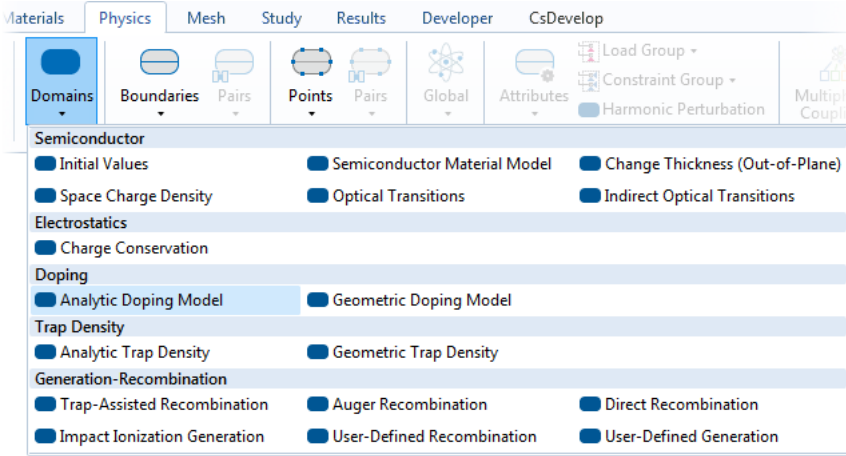 Materials Physics Mesh Study Results Developer CsDevelop
Load Group
Constraint Group
Domains Boundaries Pairs Points Pairs Global Attributes Harmonic Perturbation
Semiconductor
Initial Values Semiconductor Material Model Change Thickness (Out-of-Plane)
Space Charge Density Optical Transitions Indirect Optical Transitions
Electrostatics
Charge Conservation
Doping
Analytic Doping Model Geometric Doping Model
Trap Density
Analytic Trap Density Geometric Trap Density
Generation-Recombination
Trap-Assisted Recombination Auger Recombination Direct Recombination
Impact Ionization Generation User-Defined Recombination User-Defined Generation